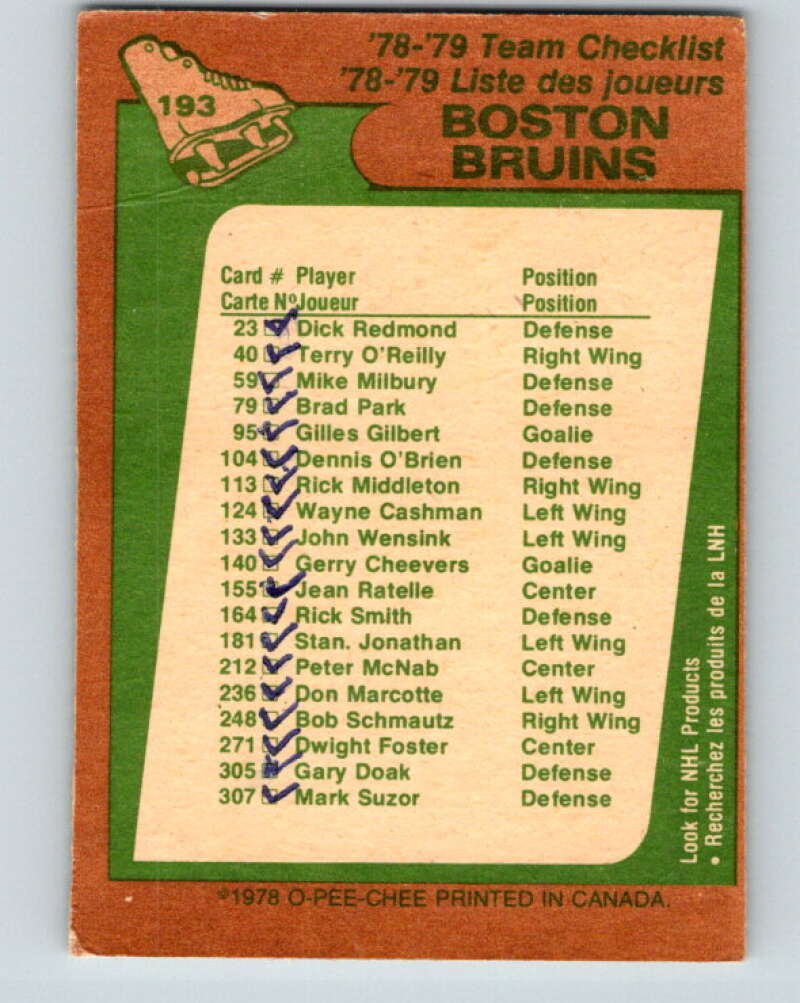 193
'78-'79 Team Checklist
'78-'79 Liste des joueurs
BOSTON
BRUINS
Card # Player Position
Carte Nº Joueur Position
23 Dick Redmond Defense
40 Terry O'Reilly Right Wing
59 Mike Milbury Defense
79 Brad Park Defense
95 Gilles Gilbert Goalie
104 Dennis O'Brien Defense
113 Rick Middleton Right Wing
124 Wayne Cashman Left Wing
133 John Wensink Left Wing
140 Gerry Cheevers Goalie
155 Jean Ratelle Center
164 Rick Smith Defense
181 Stan. Jonathan Left Wing
212 Peter McNab Center
236 Don Marcotte Left Wing
248 Bob Schmautz Right Wing
271 Dwight Foster Center
305 Gary Doak Defense
307 Mark Suzor Defense
Look for NHL Products
• Recherchez les produits de la LNH
©1978 O-PEE-CHEE PRINTED IN CANADA.